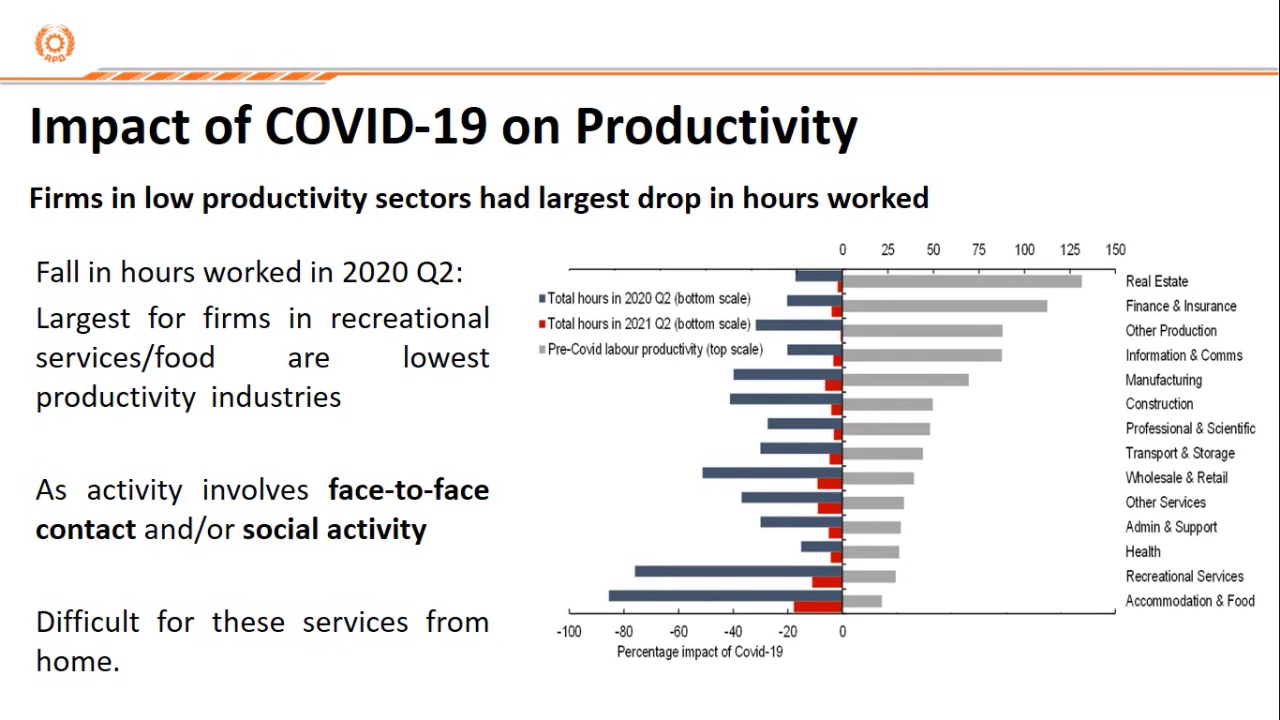 APO
Impact of COVID-19 on Productivity
Firms in low productivity sectors had largest drop in hours worked
Fall in hours worked in 2020 Q2:
Largest for firms in recreational
services/food are lowest
productivity industries
As activity involves face-to-face
contact and/or social activity
Difficult for these services from
home.
0 25 50 75 100 125 150
Total hours in 2020 Q2 (bottom scale)
Total hours in 2021 Q2 (bottom scale)
Pre-Covid labour productivity (top scale)
Real Estate
Finance & Insurance
Other Production
Information & Comms
Manufacturing
Construction
Professional & Scientific
Transport & Storage
Wholesale & Retail
Other Services
Admin & Support
Health
Recreational Services
Accommodation & Food
-100 -80 -60 -40 -20 0
Percentage impact of Covid-19